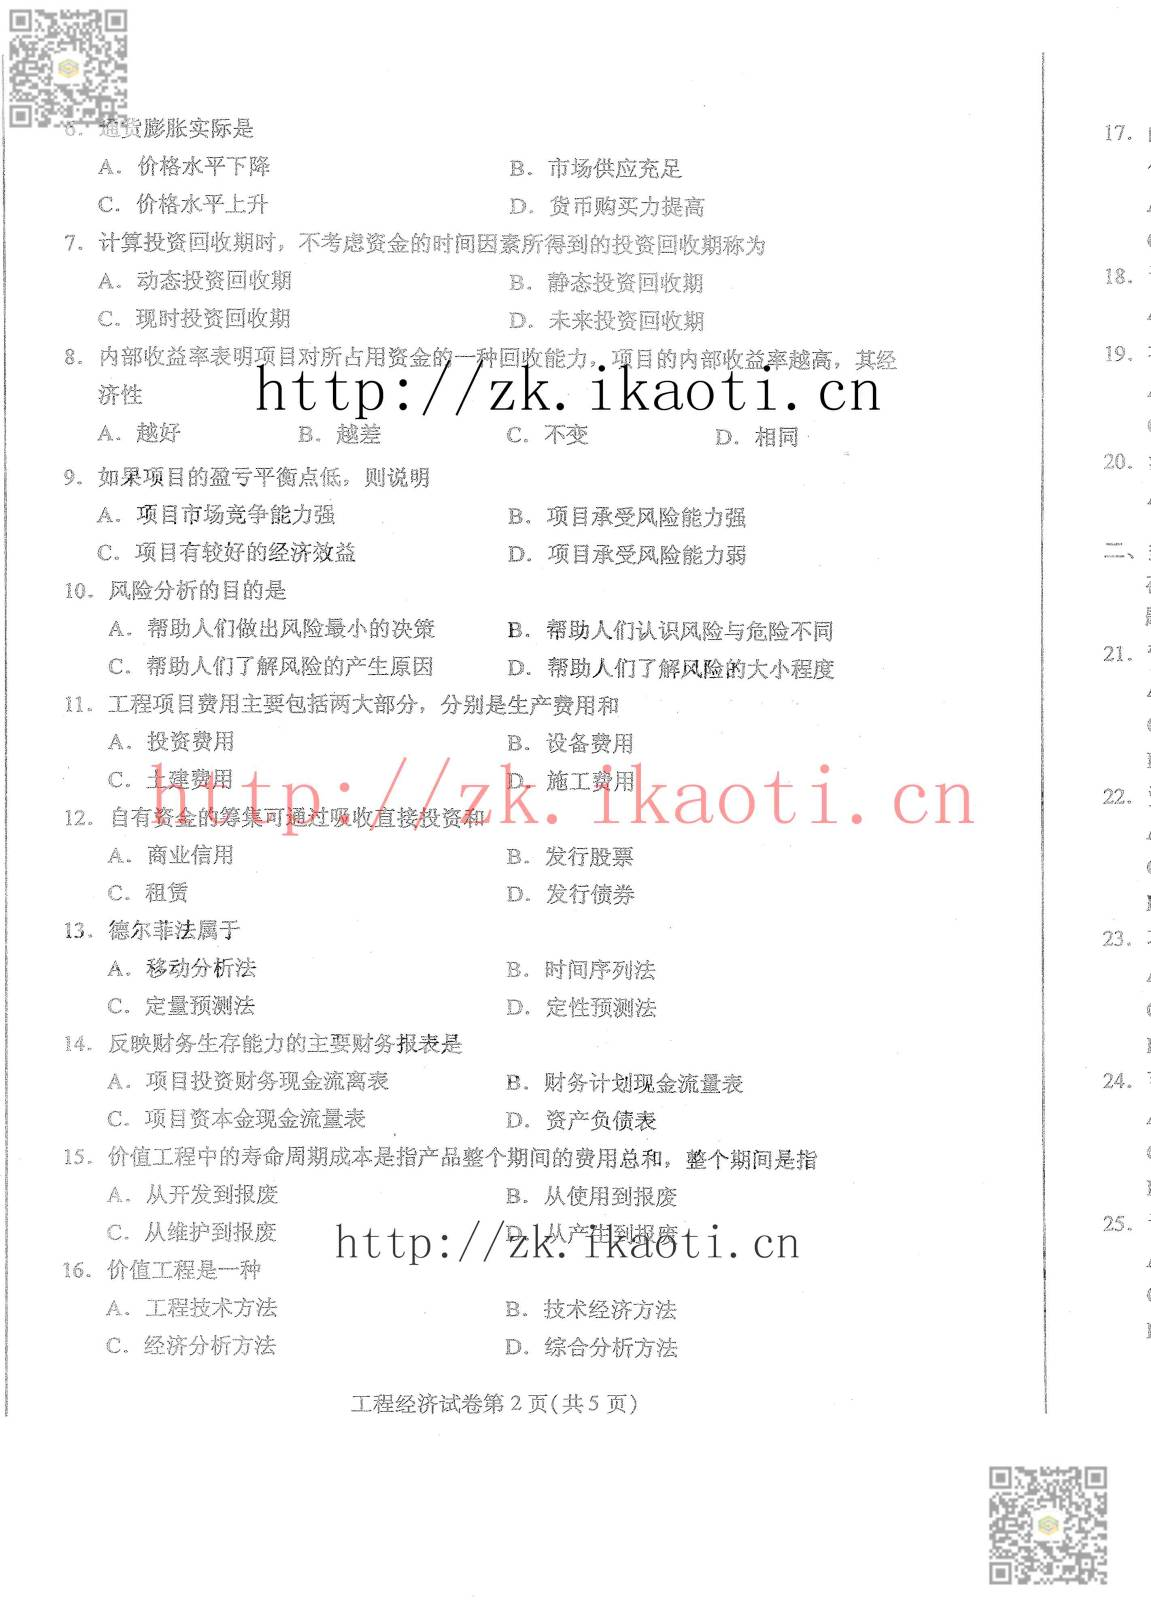 6. 通货膨胀实际是
A. 价格水平下降 B. 市场供应充足
C. 价格水平上升 D. 货币购买力提高
7. 计算投资回收期时，不考虑资金的时间因素所得到的投资回收期称为
A. 动态投资回收期 B. 静态投资回收期
C. 现时投资回收期 D. 未来投资回收期
8. 内部收益率表明项目对所占用资金的一种回收能力，项目的内部收益率越高，其经
济性
http://zk.ikaoti.cn
A. 越好 B. 越差 C. 不变 D. 相同
9. 如果项目的盈亏平衡点低，则说明
A. 项目市场竞争能力强 B. 项目承受风险能力强
C. 项目有较好的经济效益 D. 项目承受风险能力弱
10. 风险分析的目的是
A. 帮助人们做出风险最小的决策 B. 帮助人们认识风险与危险不同
C. 帮助人们了解风险的产生原因 D. 帮助人们了解风险的大小程度
11. 工程项目费用主要包括两大部分，分别是生产费用和
A. 投资费用 B. 设备费用
C. 土建费用 D. 施工费用
http://zk.ikaoti.cn
12. 自有资金的筹集可通过吸收直接投资和
A. 商业信用 B. 发行股票
C. 租赁 D. 发行债券
13. 德尔菲法属于
A. 移动分析法 B. 时间序列法
C. 定量预测法 D. 定性预测法
14. 反映财务生存能力的主要财务报表是
A. 项目投资财务现金流离表 B. 财务计划现金流量表
C. 项目资本金现金流量表 D. 资产负债表
15. 价值工程中的寿命周期成本是指产品整个期间的费用总和，整个期间是指
A. 从开发到报废 B. 从使用到报废
C. 从维护到报废 D. 从产生到报废
http://zk.ikaoti.cn
16. 价值工程是一种
A. 工程技术方法 B. 技术经济方法
C. 经济分析方法 D. 综合分析方法
工程经济试卷第 2 页(共 5 页)
17.
18.
19.
20.
二、
21.
22.
23.
24.
25.